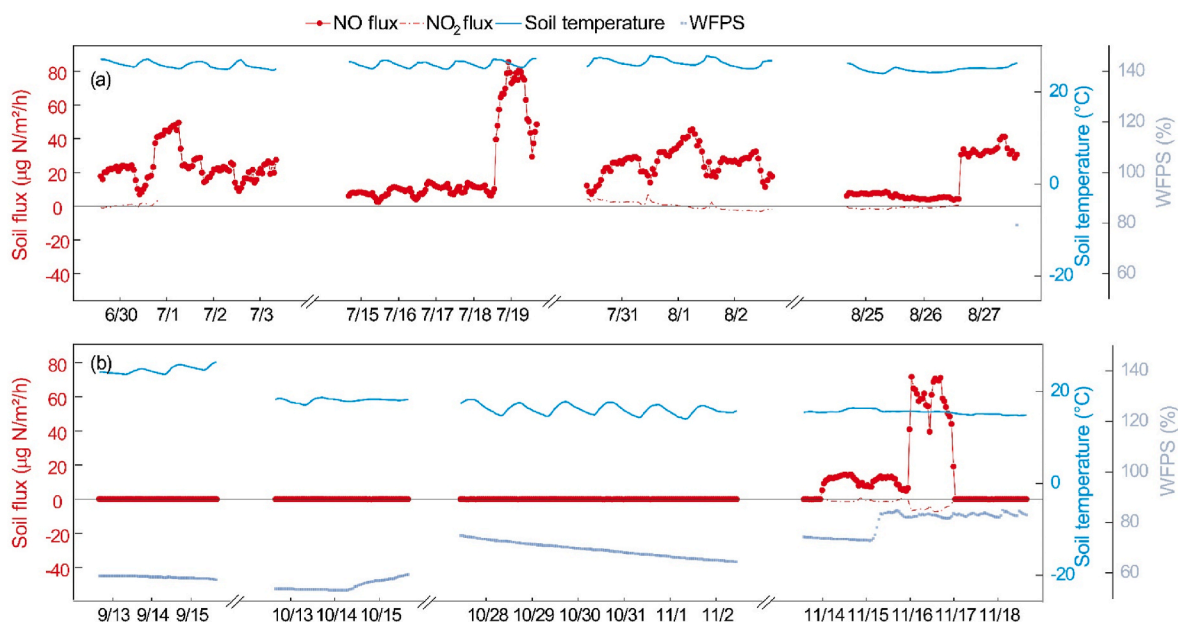 NO flux NO₂ flux Soil temperature WFPS
(a)
Soil flux (μg N/m²/h)
80
60
40
20
0
-20
-40
Soil temperature (°C)
20
0
-20
WFPS (%)
140
120
100
80
60
6/30 7/1 7/2 7/3 7/15 7/16 7/17 7/18 7/19 7/31 8/1 8/2 8/25 8/26 8/27
(b)
Soil flux (μg N/m²/h)
80
60
40
20
0
-20
-40
Soil temperature (°C)
20
0
-20
WFPS (%)
140
120
100
80
60
9/13 9/14 9/15 10/13 10/14 10/15 10/28 10/29 10/30 10/31 11/1 11/2 11/14 11/15 11/16 11/17 11/18